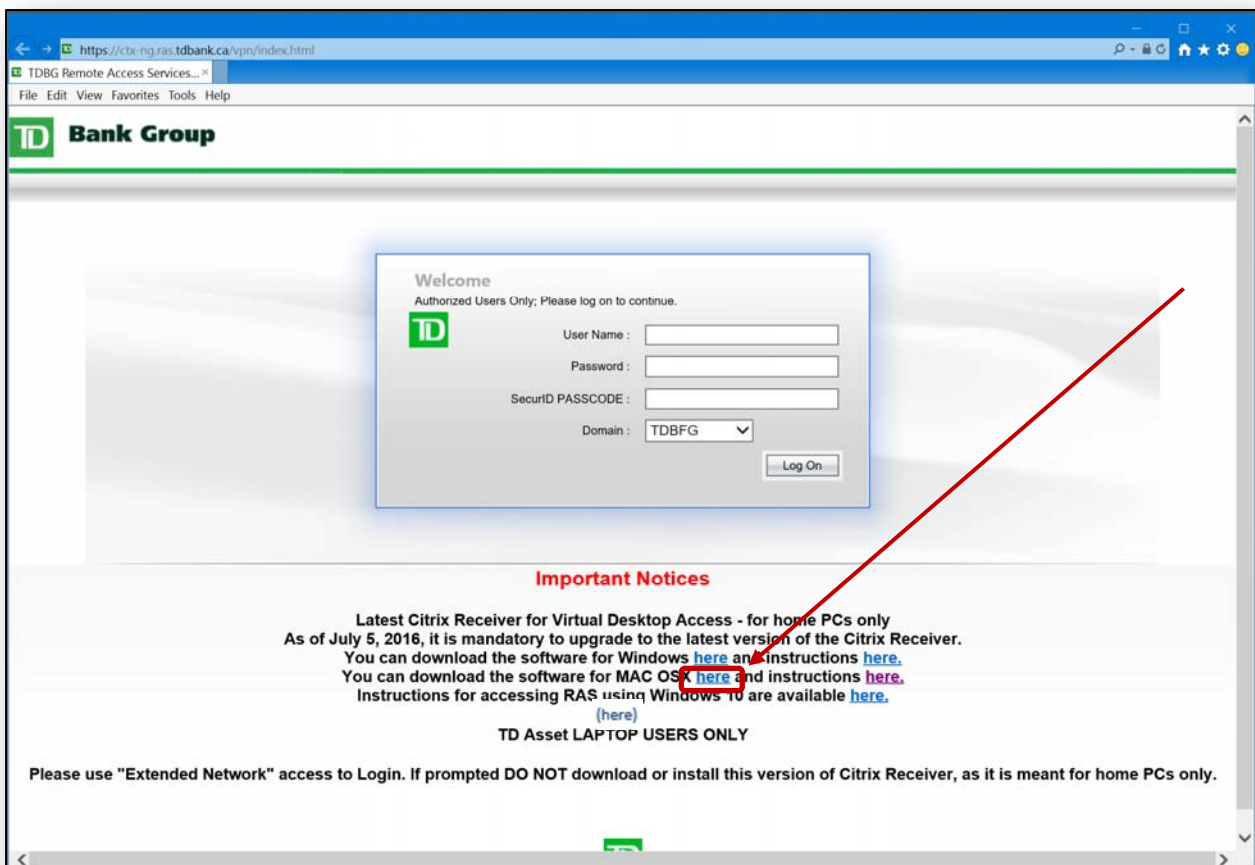 https://ctx-ng.ras.tdbank.ca/vpn/index.html
TDBG Remote Access Services...
File Edit View Favorites Tools Help
TD Bank Group
Welcome
Authorized Users Only; Please log on to continue.
TD
User Name :
Password :
SecurID PASSCODE :
Domain : TDBFG
Log On
Important Notices
Latest Citrix Receiver for Virtual Desktop Access - for home PCs only
As of July 5, 2016, it is mandatory to upgrade to the latest version of the Citrix Receiver.
You can download the software for Windows here and instructions here.
You can download the software for MAC OSX here and instructions here.
Instructions for accessing RAS using Windows 10 are available here.
(here)
TD Asset LAPTOP USERS ONLY
Please use "Extended Network" access to Login. If prompted DO NOT download or install this version of Citrix Receiver, as it is meant for home PCs only.